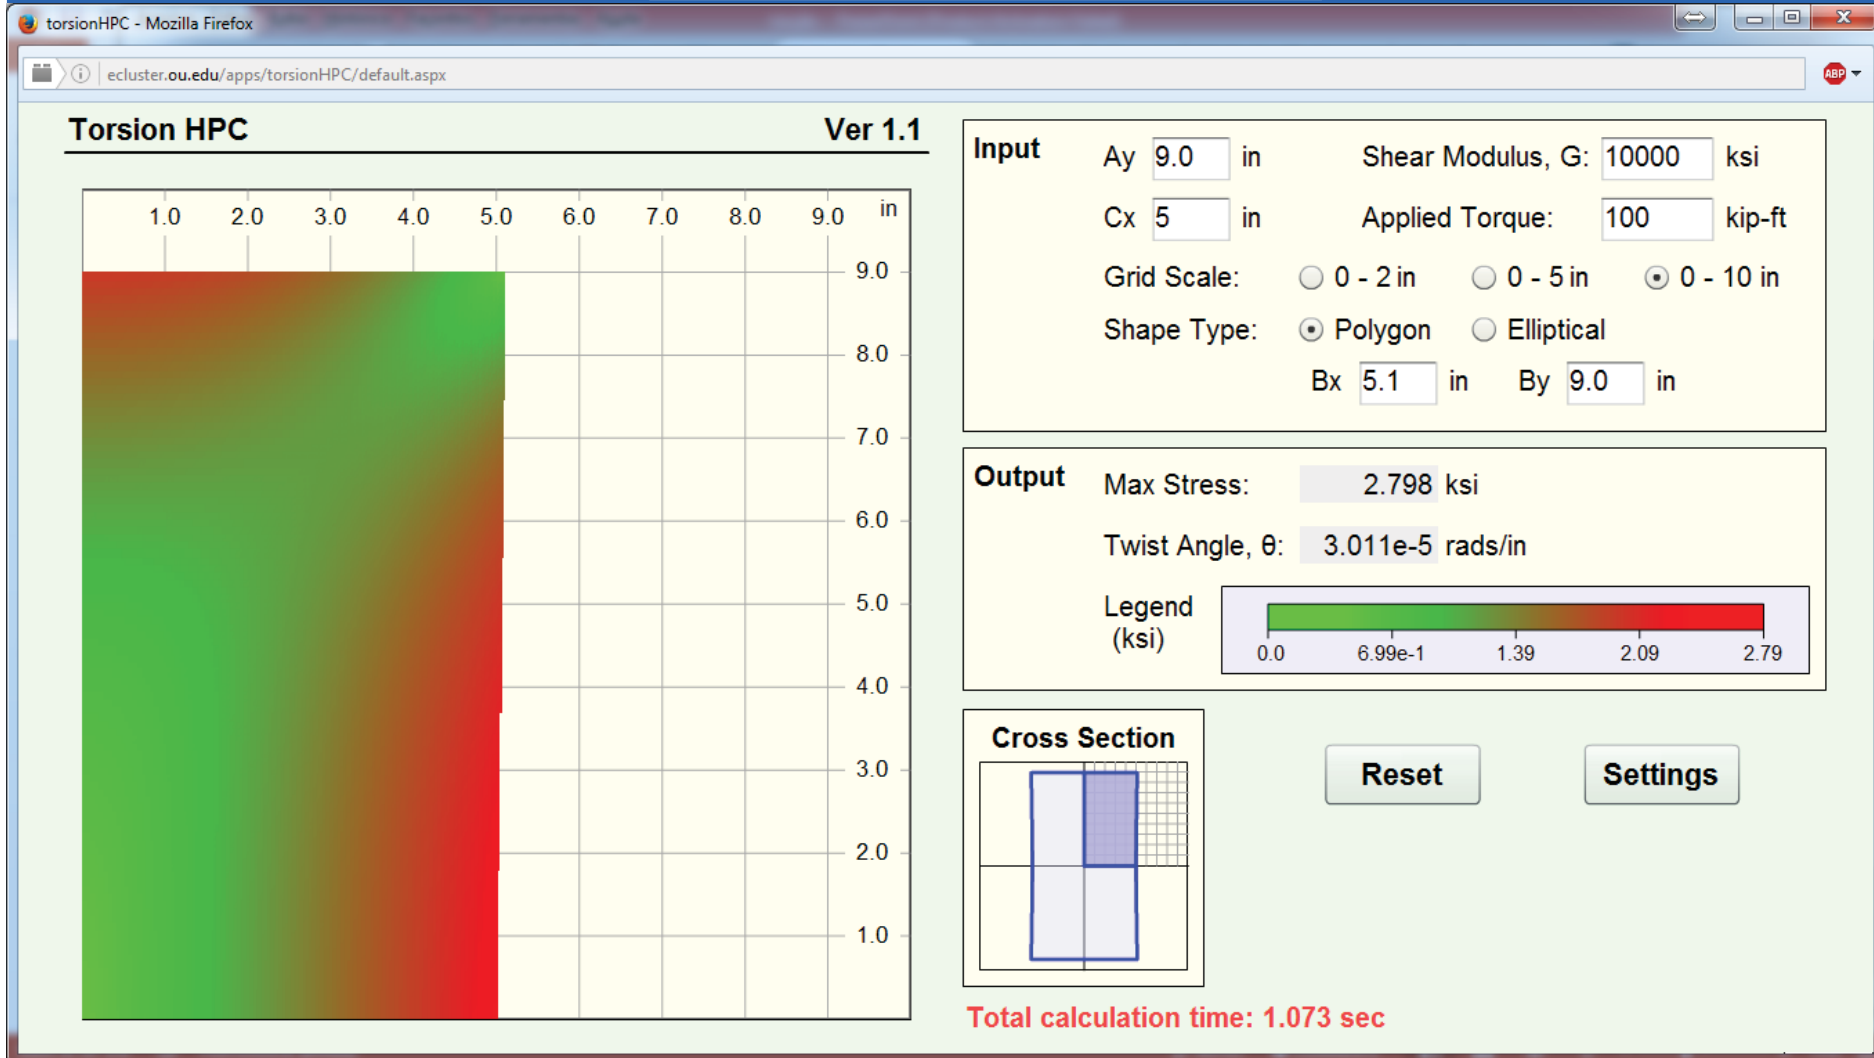 torsionHPC - Mozilla Firefox
ecluster.ou.edu/apps/torsionHPC/default.aspx
ABP
Torsion HPC Ver 1.1
1.0 2.0 3.0 4.0 5.0 6.0 7.0 8.0 9.0 in
9.0
8.0
7.0
6.0
5.0
4.0
3.0
2.0
1.0
Input
Ay 9.0 in Shear Modulus, G: 10000 ksi
Cx 5 in Applied Torque: 100 kip-ft
Grid Scale: 0 - 2 in 0 - 5 in 0 - 10 in
Shape Type: Polygon Elliptical
Bx 5.1 in By 9.0 in
Output
Max Stress: 2.798 ksi
Twist Angle, θ: 3.011e-5 rads/in
Legend
(ksi)
0.0 6.99e-1 1.39 2.09 2.79
Cross Section
Reset Settings
Total calculation time: 1.073 sec